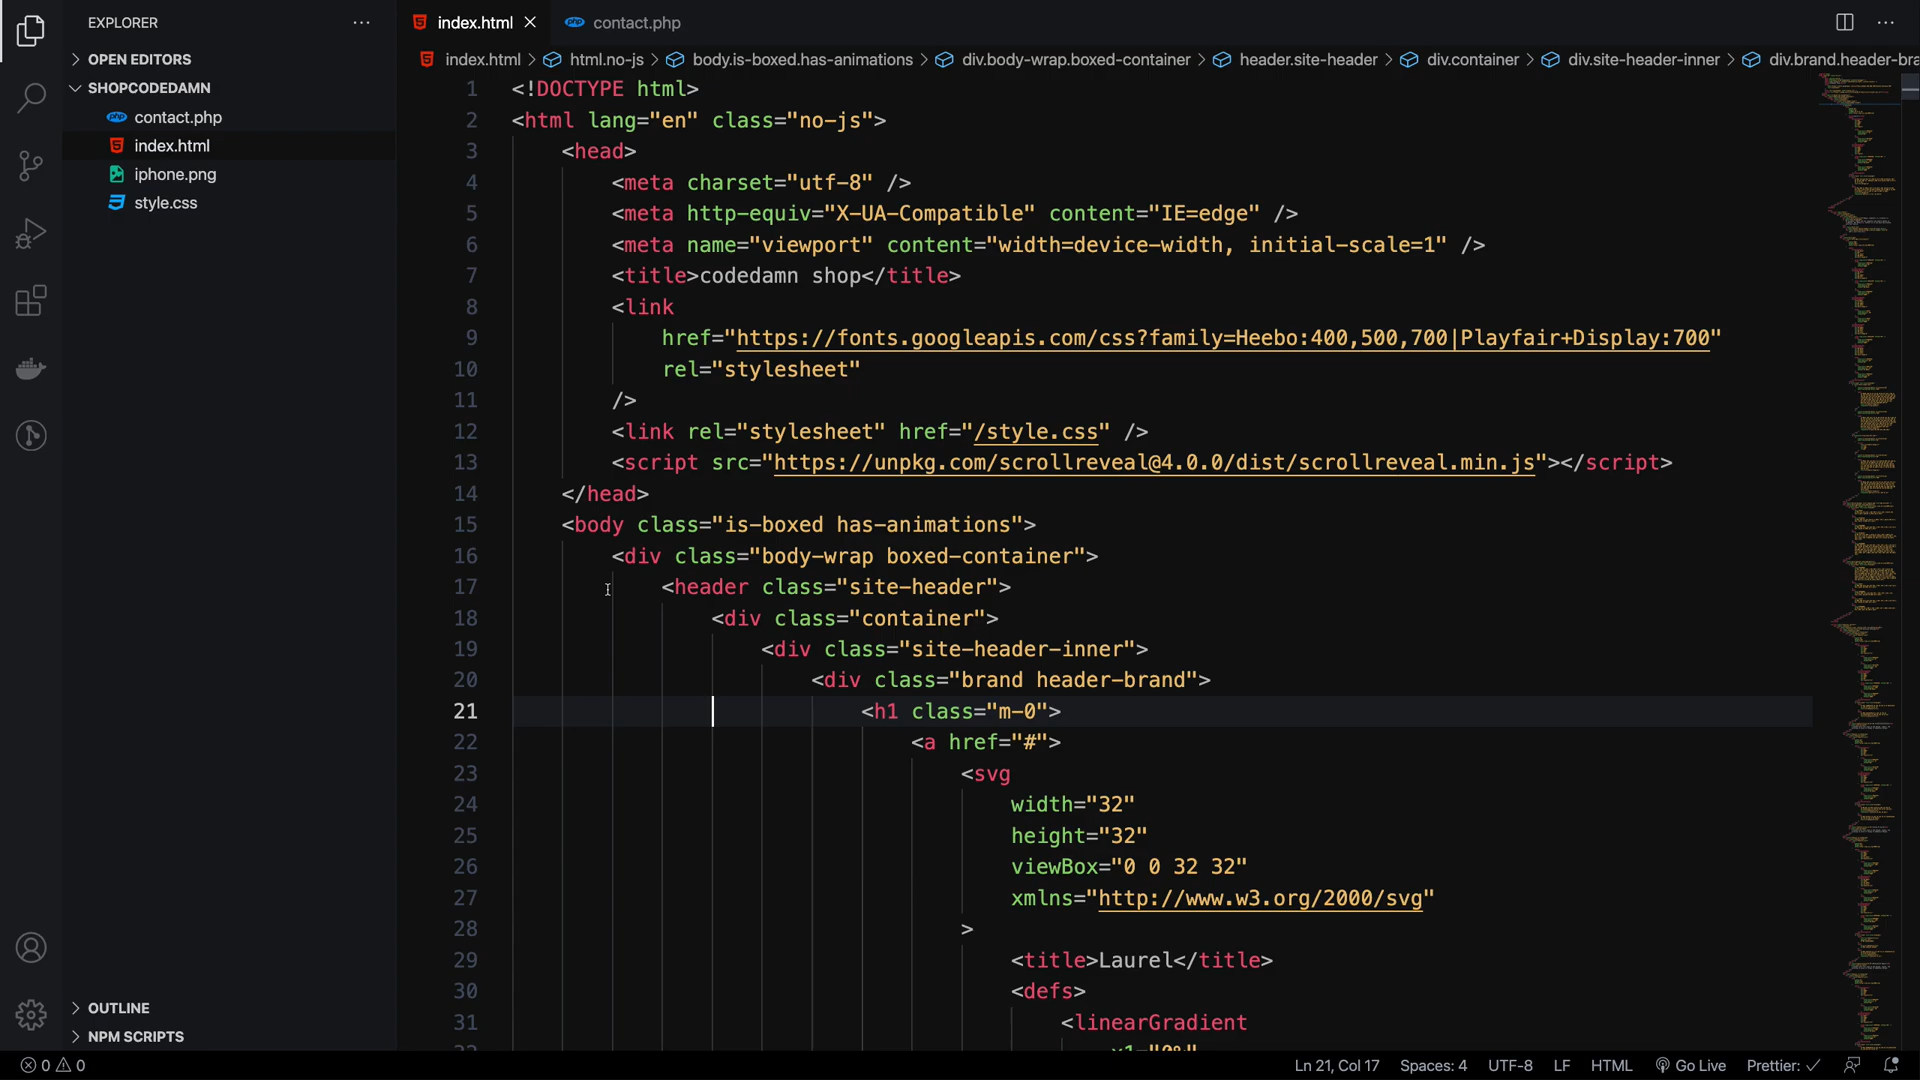 EXPLORER
index.html
contact.php
OPEN EDITORS
SHOPCODEDAMN
contact.php
index.html
iphone.png
style.css
OUTLINE
NPM SCRIPTS
index.html > html.no-js > body.is-boxed.has-animations > div.body-wrap.boxed-container > header.site-header > div.container > div.site-header-inner > div.brand.header-bra
1 <!DOCTYPE html>
2 <html lang="en" class="no-js">
3 <head>
4 <meta charset="utf-8" />
5 <meta http-equiv="X-UA-Compatible" content="IE=edge" />
6 <meta name="viewport" content="width=device-width, initial-scale=1" />
7 <title>codedamn shop</title>
8 <link
9 href="https://fonts.googleapis.com/css?family=Heebo:400,500,700|Playfair+Display:700"
10 rel="stylesheet"
11 />
12 <link rel="stylesheet" href="/style.css" />
13 <script src="https://unpkg.com/scrollreveal@4.0.0/dist/scrollreveal.min.js"></script>
14 </head>
15 <body class="is-boxed has-animations">
16 <div class="body-wrap boxed-container">
17 <header class="site-header">
18 <div class="container">
19 <div class="site-header-inner">
20 <div class="brand header-brand">
21 <h1 class="m-0">
22 <a href="#">
23 <svg
24 width="32"
25 height="32"
26 viewBox="0 0 32 32"
27 xmlns="http://www.w3.org/2000/svg"
28 >
29 <title>Laurel</title>
30 <defs>
31 <linearGradient
0 0
Ln 21, Col 17 Spaces: 4 UTF-8 LF HTML Go Live Prettier: ✓